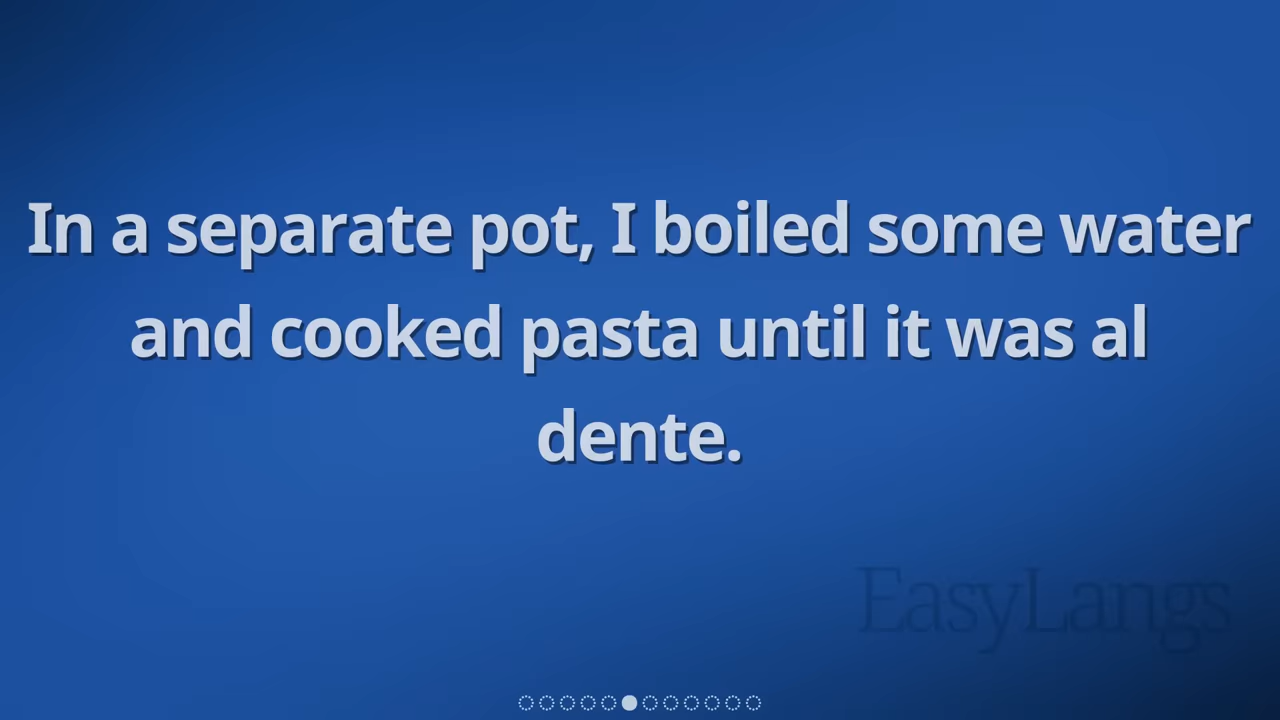 In a separate pot, I boiled some water
and cooked pasta until it was al
dente.
EasyLangs